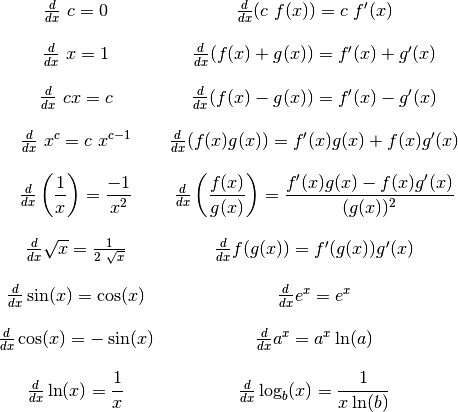 d/dx c = 0    d/dx (c f(x)) = c f′(x)
d/dx x = 1    d/dx (f(x) + g(x)) = f′(x) + g′(x)
d/dx cx = c    d/dx (f(x) − g(x)) = f′(x) − g′(x)
d/dx x^c = c x^(c−1)    d/dx (f(x)g(x)) = f′(x)g(x) + f(x)g′(x)
d/dx (1/x) = −1/x^2    d/dx (f(x)/g(x)) = (f′(x)g(x) − f(x)g′(x))/(g(x))^2
d/dx √x = 1/(2 √x)    d/dx f(g(x)) = f′(g(x))g′(x)
d/dx sin(x) = cos(x)    d/dx e^x = e^x
d/dx cos(x) = − sin(x)    d/dx a^x = a^x ln(a)
d/dx ln(x) = 1/x    d/dx log_b(x) = 1/(x ln(b))